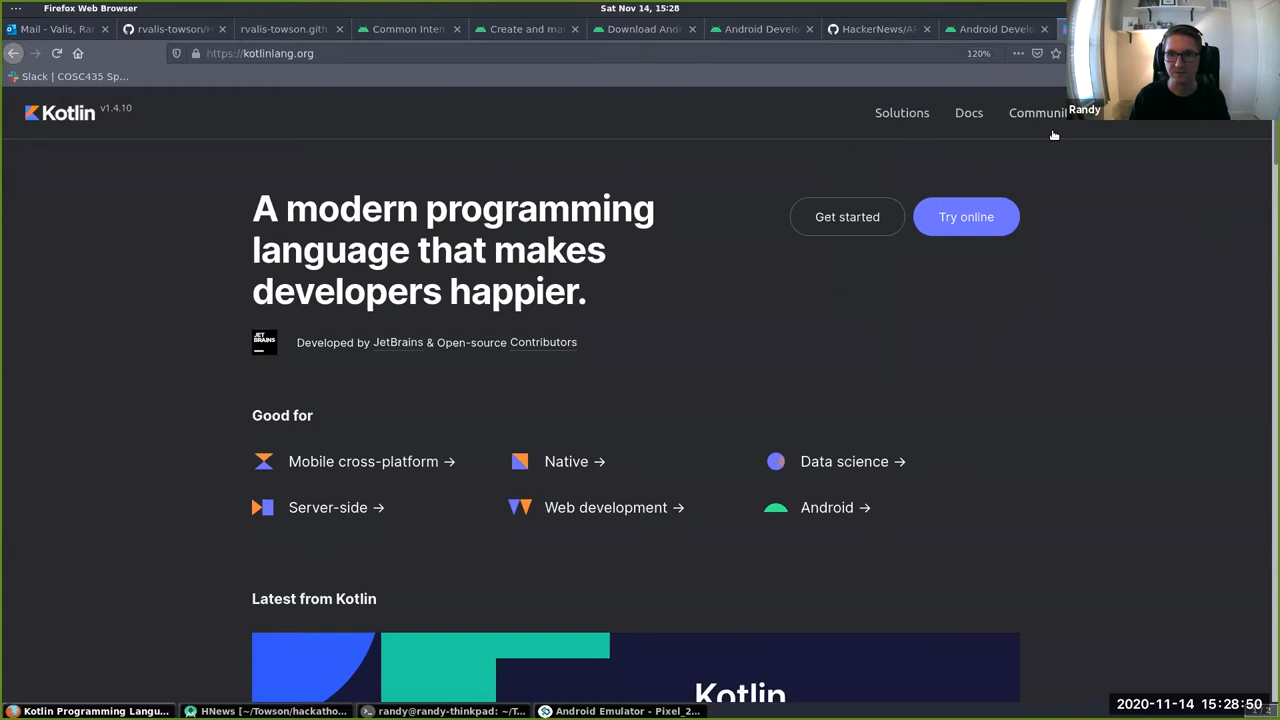 Firefox Web Browser
Sat Nov 14, 15:28
Mail - Valis, Ra
rvalis-towson/H
rvalis-towson.gith
Common Inte
Create and ma
Download Andr
Android Develo
HackerNews/AP
Android Develo
https://kotlinlang.org
120%
Slack | COSC435 Sp...
Kotlin
v1.4.10
Solutions
Docs
Communi
Randy
A modern programming
language that makes
developers happier.
Get started
Try online
JET
BRAINS
Developed by JetBrains & Open-source Contributors
Good for
Mobile cross-platform →
Native →
Data science →
Server-side →
Web development →
Android →
Latest from Kotlin
Kotlin
Kotlin Programming Langu...
HNews [~/Towson/hackatho...
randy@randy-thinkpad: ~/T...
Android Emulator - Pixel_2...
2020-11-14 15:28:50